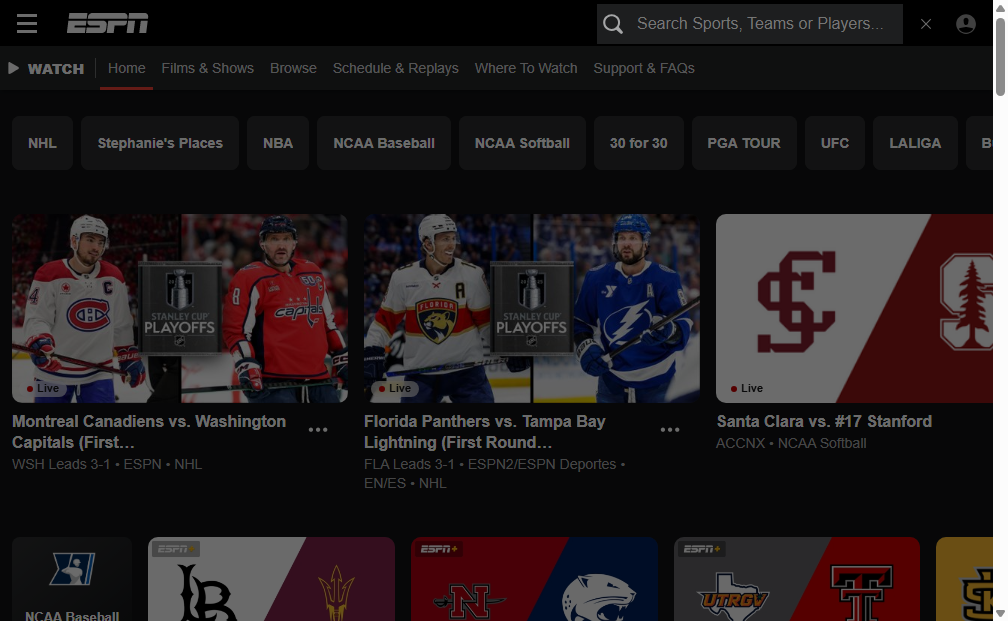 ESPN
Search Sports, Teams or Players...
WATCH
Home
Films & Shows
Browse
Schedule & Replays
Where To Watch
Support & FAQs
NHL
Stephanie's Places
NBA
NCAA Baseball
NCAA Softball
30 for 30
PGA TOUR
UFC
LALIGA
STANLEY CUP
PLAYOFFS
Live
STANLEY CUP
PLAYOFFS
FLORIDA
Live
Live
Montreal Canadiens vs. Washington
Capitals (First…
WSH Leads 3-1 • ESPN • NHL
Florida Panthers vs. Tampa Bay
Lightning (First Round…
FLA Leads 3-1 • ESPN2/ESPN Deportes •
EN/ES • NHL
Santa Clara vs. #17 Stanford
ACCNX • NCAA Softball
NCAA Baseball
ESPN+
LB
ESPN+
N
ESPN+
UTRGV
T